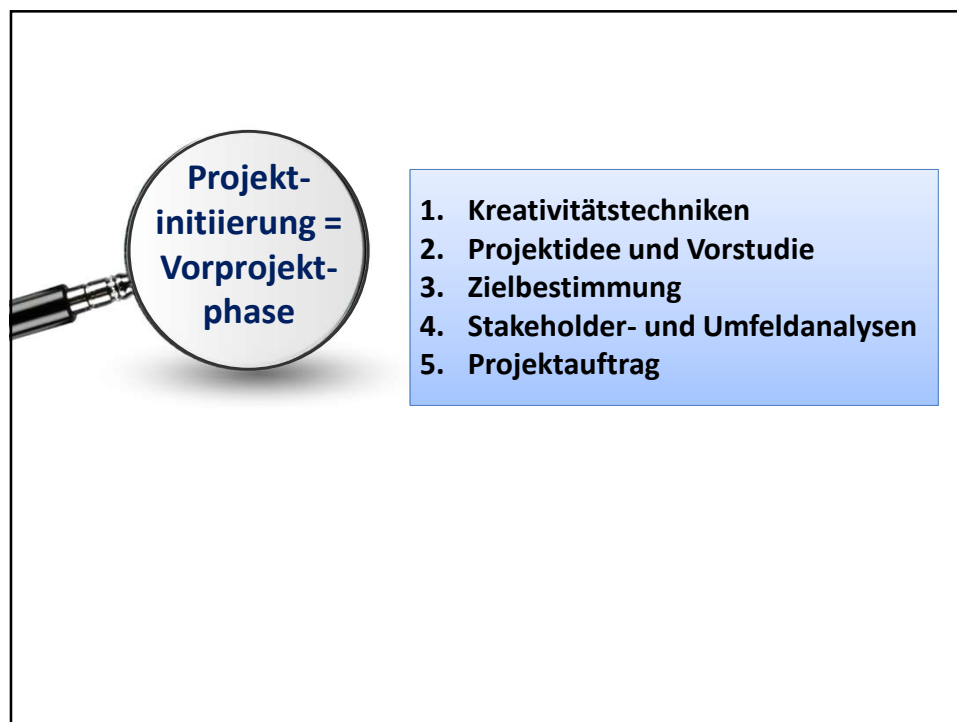 Projekt-
initiierung =
Vorprojekt-
phase
1. Kreativitätstechniken
2. Projektidee und Vorstudie
3. Zielbestimmung
4. Stakeholder- und Umfeldanalysen
5. Projektauftrag